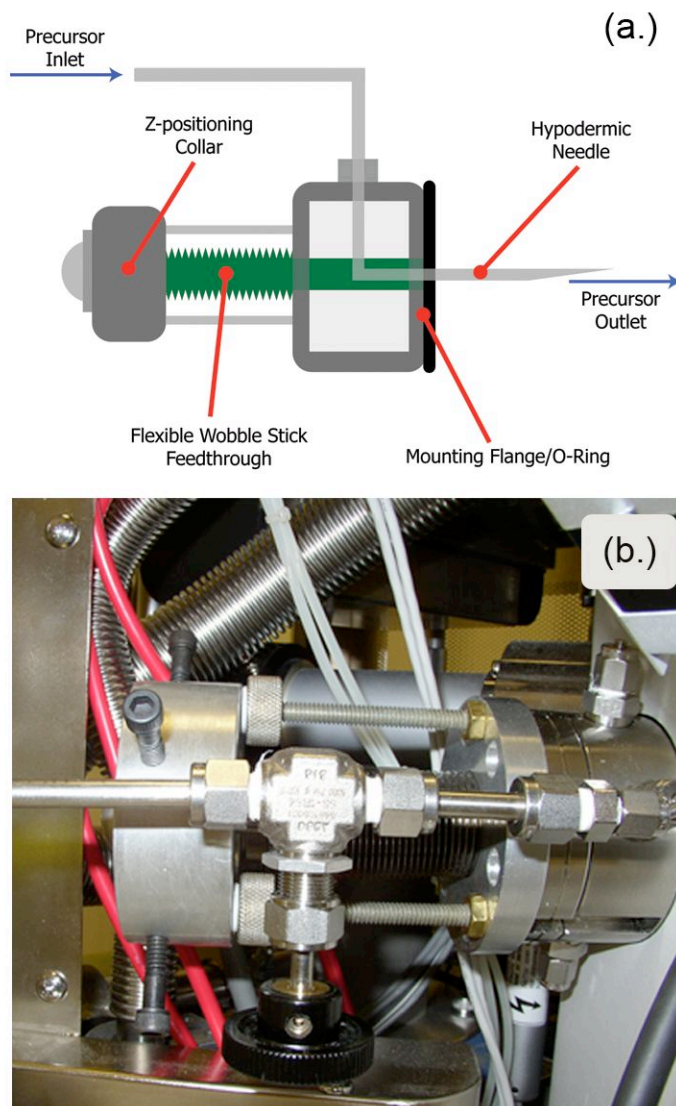 (a.)
Precursor
Inlet
Z-positioning
Collar
Hypodermic
Needle
Precursor
Outlet
Flexible Wobble Stick
Feedthrough
Mounting Flange/O-Ring
(b.)